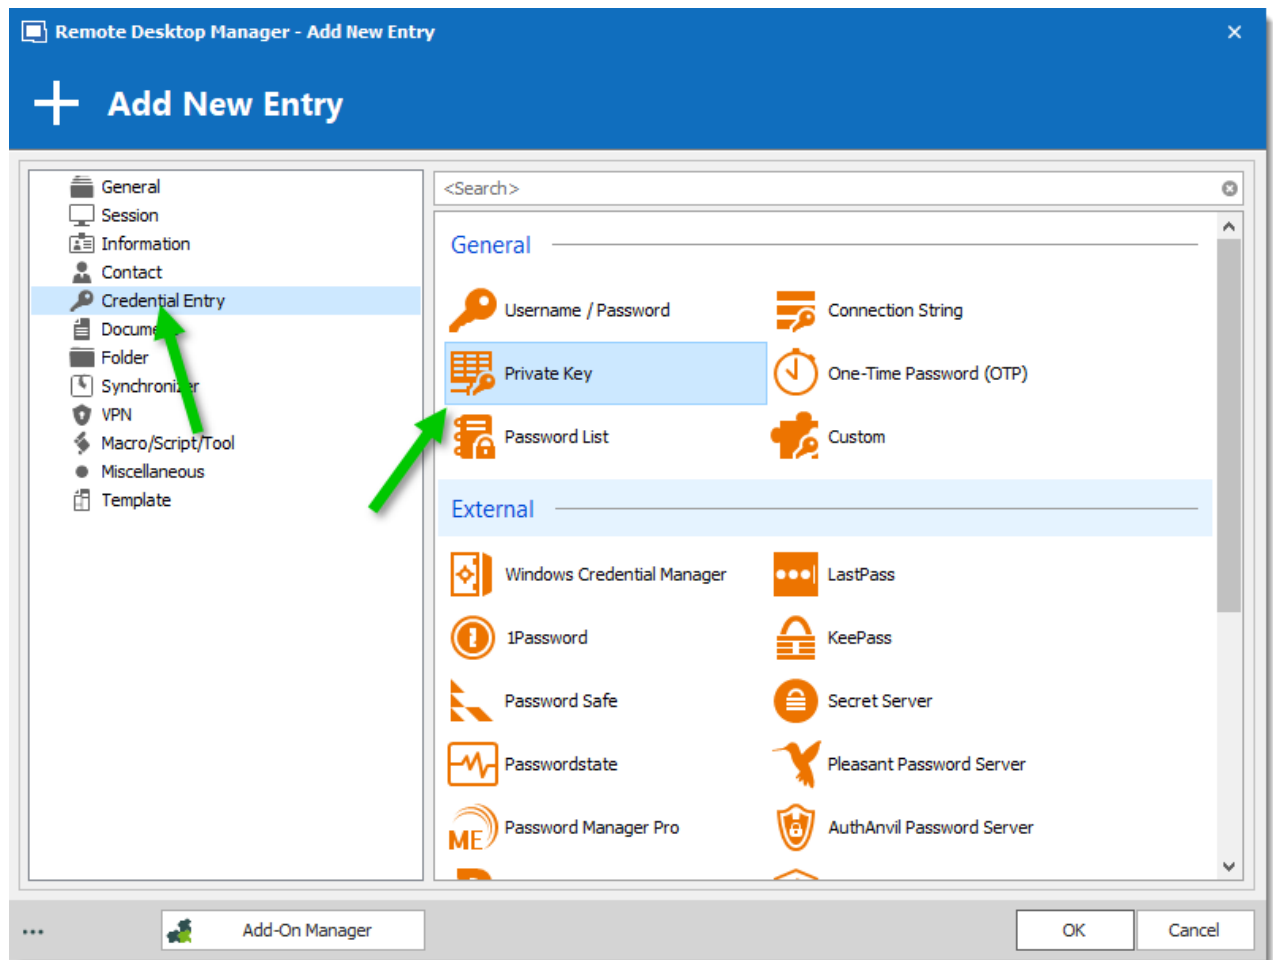 Remote Desktop Manager - Add New Entry
Add New Entry
General
Session
Information
Contact
Credential Entry
Folder
Synchronizer
VPN
Macro/Script/Tool
Miscellaneous
Template
<Search>
General
Username / Password
Connection String
Private Key
One-Time Password (OTP)
Password List
Custom
External
Windows Credential Manager
LastPass
1Password
KeePass
Password Safe
Secret Server
Passwordstate
Pleasant Password Server
ME
Password Manager Pro
AuthAnvil Password Server
Add-On Manager
OK
Cancel